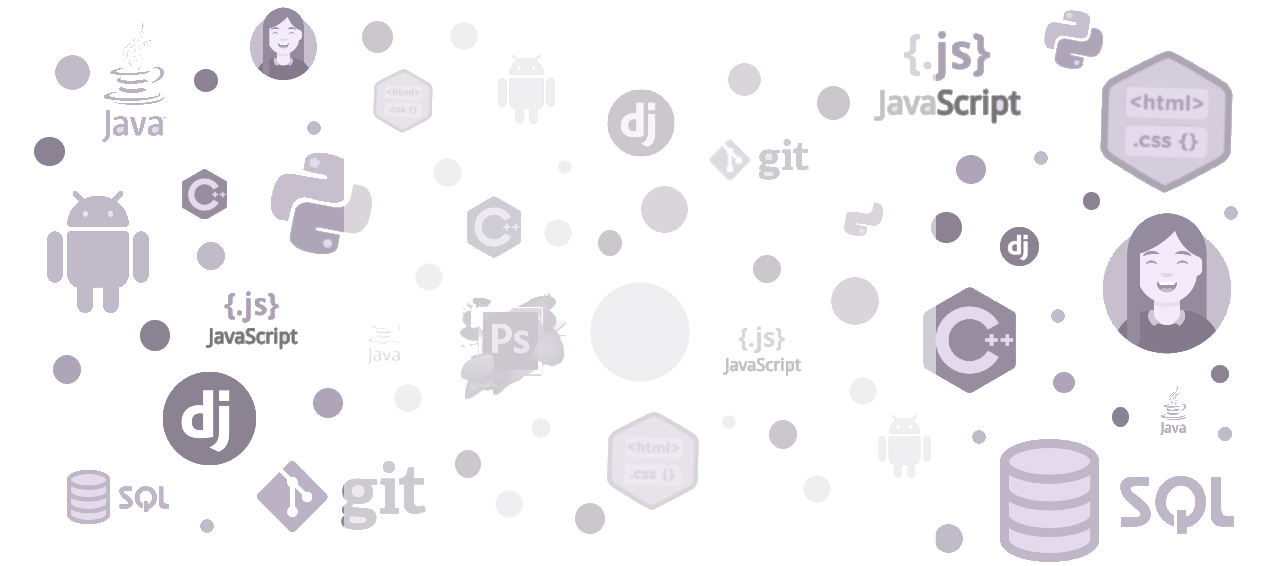 {.js}
JavaScript
<html>
.css {}
Java
<html>
.css {}
dj
git
C++
C++
dj
{.js}
JavaScript
Java
Ps
{.js}
JavaScript
C++
dj
Java
<html>
.css {}
SQL
git
SQL